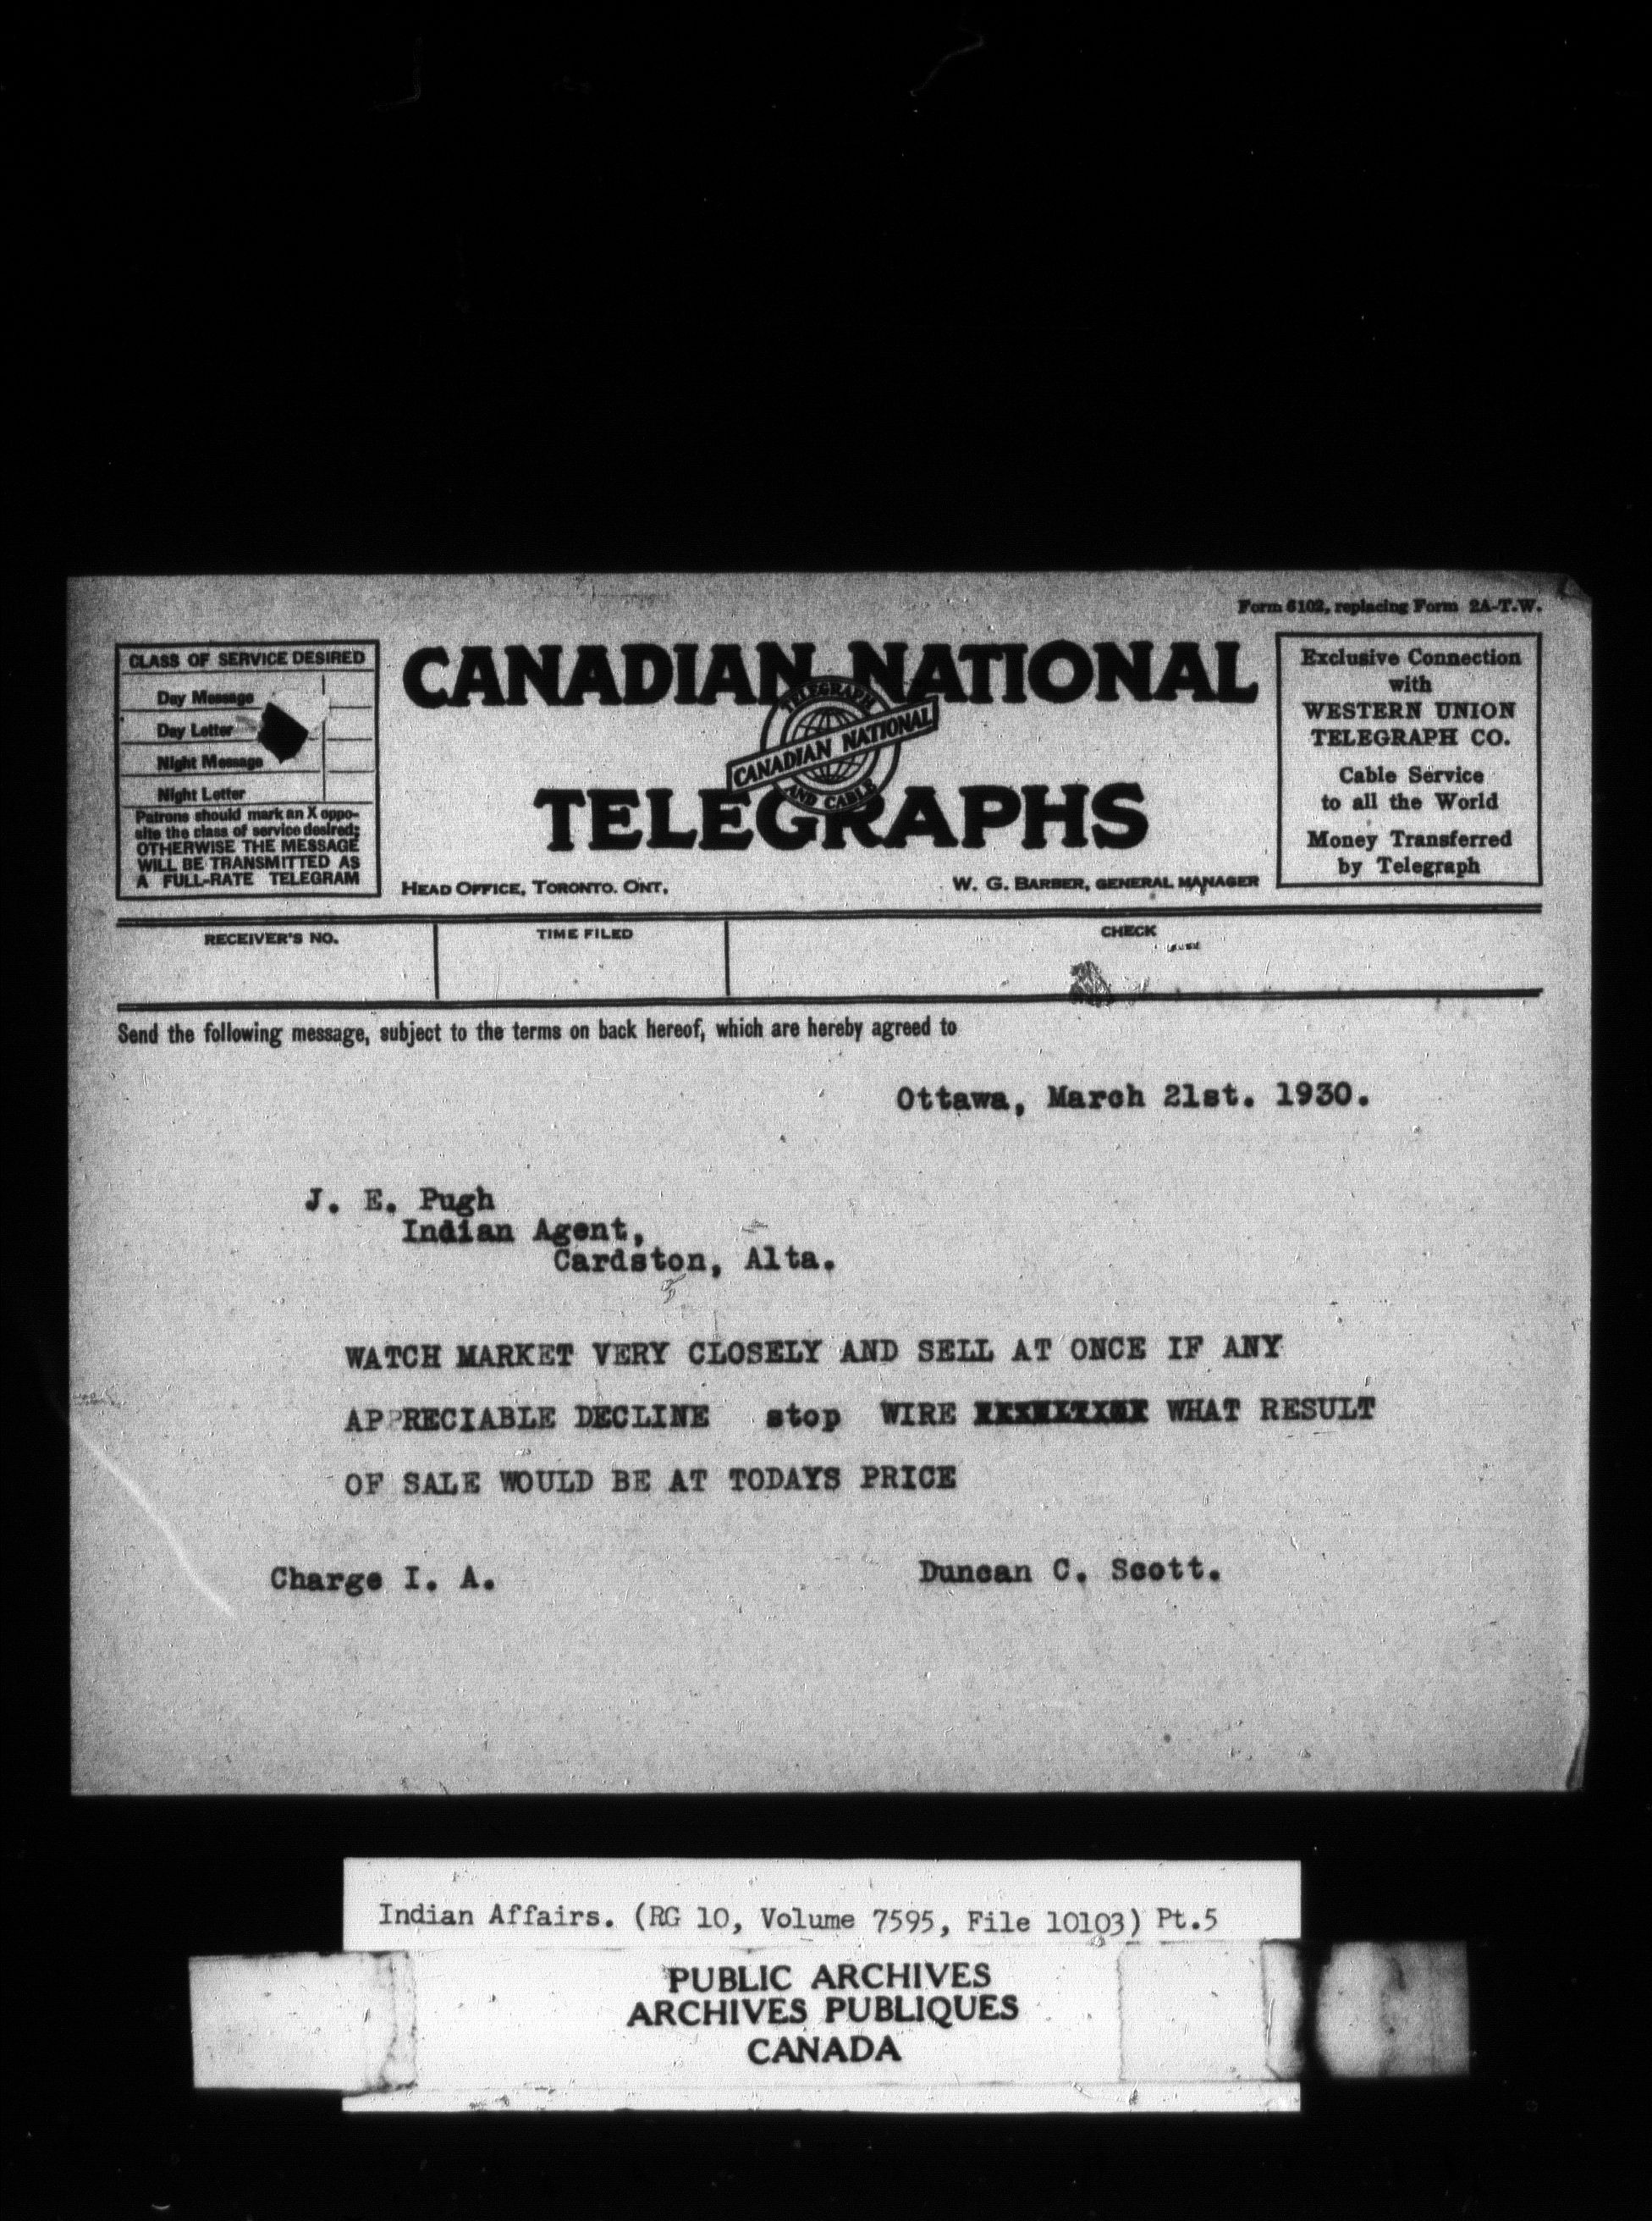 Form 6102, replacing Form 2A-T.W.
CLASS OF SERVICE DESIRED
Day Message
Day Letter
Night Message
Night Letter
Patrons should mark an X oppo-
site the class of service desired;
OTHERWISE THE MESSAGE
WILL BE TRANSMITTED AS
A FULL-RATE TELEGRAM
CANADIAN NATIONAL
TELEGRAPH
CANADIAN NATIONAL
AND CABLE
TELEGRAPHS
HEAD OFFICE, TORONTO. ONT.
W. G. BARBER, GENERAL MANAGER
Exclusive Connection
with
WESTERN UNION
TELEGRAPH CO.
Cable Service
to all the World
Money Transferred
by Telegraph
RECEIVER'S NO.
TIME FILED
CHECK
Send the following message, subject to the terms on back hereof, which are hereby agreed to
Ottawa, March 21st. 1930.
J. E. Pugh
Indian Agent,
Cardston, Alta.
WATCH MARKET VERY CLOSELY AND SELL AT ONCE IF ANY
APPRECIABLE DECLINE stop WIRE WHAT RESULT
OF SALE WOULD BE AT TODAYS PRICE
Charge I. A.
Duncan C. Scott.
Indian Affairs. (RG 10, Volume 7595, File 10103) Pt.5
PUBLIC ARCHIVES
ARCHIVES PUBLIQUES
CANADA